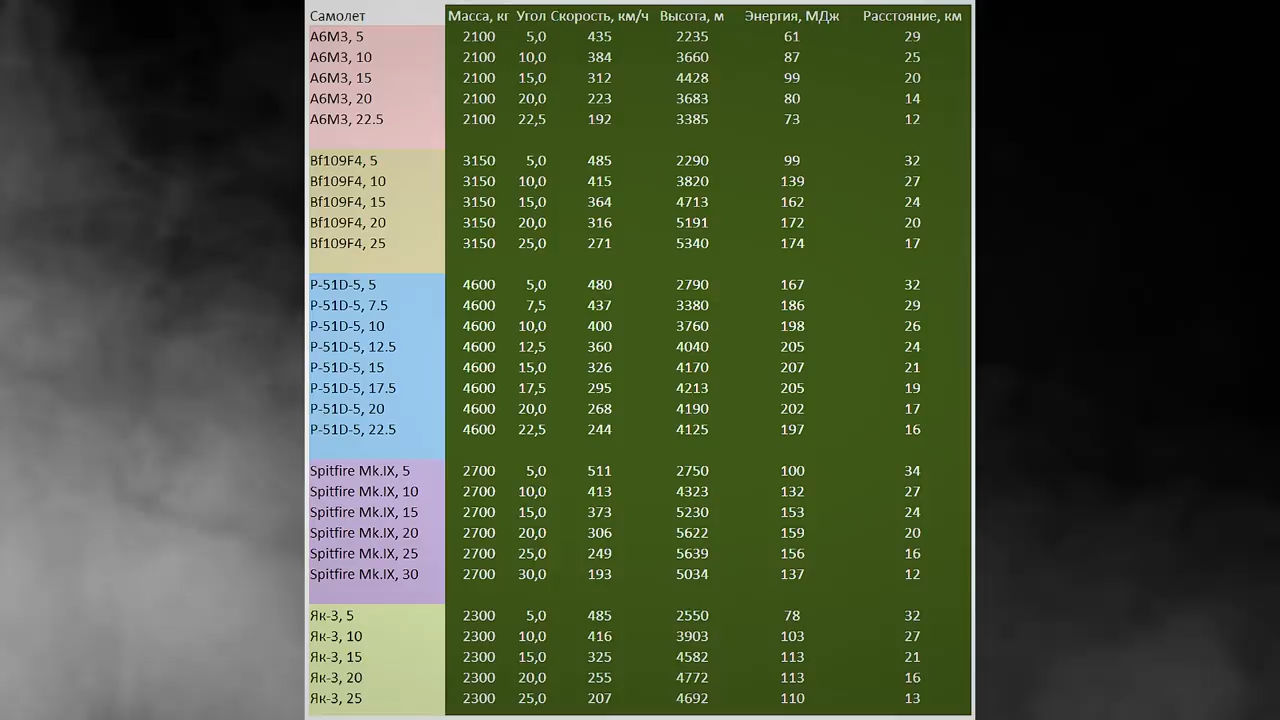 Самолет Масса, кг Угол Скорость, км/ч Высота, м Энергия, МДж Расстояние, км
A6M3, 5 2100 5,0 435 2235 61 29
A6M3, 10 2100 10,0 384 3660 87 25
A6M3, 15 2100 15,0 312 4428 99 20
A6M3, 20 2100 20,0 223 3683 80 14
A6M3, 22.5 2100 22,5 192 3385 73 12
Bf109F4, 5 3150 5,0 485 2290 99 32
Bf109F4, 10 3150 10,0 415 3820 139 27
Bf109F4, 15 3150 15,0 364 4713 162 24
Bf109F4, 20 3150 20,0 316 5191 172 20
Bf109F4, 25 3150 25,0 271 5340 174 17
P-51D-5, 5 4600 5,0 480 2790 167 32
P-51D-5, 7.5 4600 7,5 437 3380 186 29
P-51D-5, 10 4600 10,0 400 3760 198 26
P-51D-5, 12.5 4600 12,5 360 4040 205 24
P-51D-5, 15 4600 15,0 326 4170 207 21
P-51D-5, 17.5 4600 17,5 295 4213 205 19
P-51D-5, 20 4600 20,0 268 4190 202 17
P-51D-5, 22.5 4600 22,5 244 4125 197 16
Spitfire Mk.IX, 5 2700 5,0 511 2750 100 34
Spitfire Mk.IX, 10 2700 10,0 413 4323 132 27
Spitfire Mk.IX, 15 2700 15,0 373 5230 153 24
Spitfire Mk.IX, 20 2700 20,0 306 5622 159 20
Spitfire Mk.IX, 25 2700 25,0 249 5639 156 16
Spitfire Mk.IX, 30 2700 30,0 193 5034 137 12
Як-3, 5 2300 5,0 485 2550 78 32
Як-3, 10 2300 10,0 416 3903 103 27
Як-3, 15 2300 15,0 325 4582 113 21
Як-3, 20 2300 20,0 255 4772 113 16
Як-3, 25 2300 25,0 207 4692 110 13